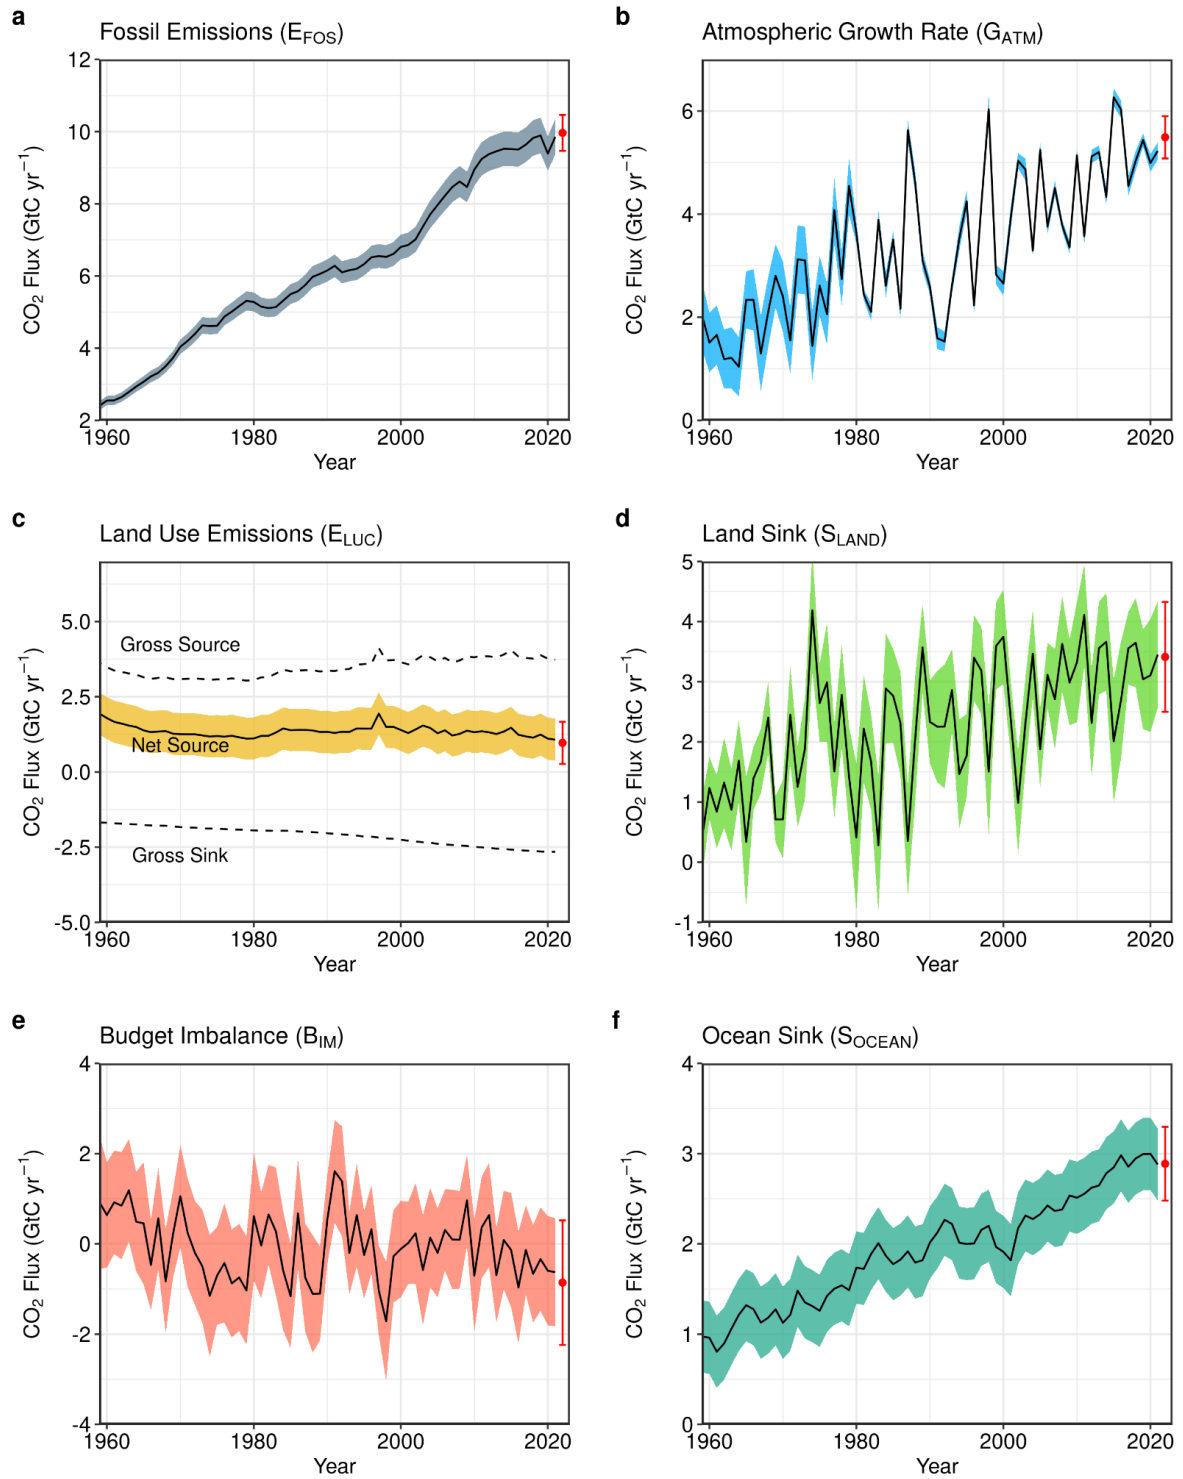 a
Fossil Emissions (E_FOS)
12
10
8
6
4
2
CO₂ Flux (GtC yr⁻¹)
1960 1980 2000 2020
Year
b
Atmospheric Growth Rate (G_ATM)
6
4
2
0
CO₂ Flux (GtC yr⁻¹)
1960 1980 2000 2020
Year
c
Land Use Emissions (E_LUC)
5.0
2.5
0.0
-2.5
-5.0
CO₂ Flux (GtC yr⁻¹)
Gross Source
Net Source
Gross Sink
1960 1980 2000 2020
Year
d
Land Sink (S_LAND)
5
4
3
2
1
0
-1
CO₂ Flux (GtC yr⁻¹)
1960 1980 2000 2020
Year
e
Budget Imbalance (B_IM)
4
2
0
-2
-4
CO₂ Flux (GtC yr⁻¹)
1960 1980 2000 2020
Year
f
Ocean Sink (S_OCEAN)
4
3
2
1
0
CO₂ Flux (GtC yr⁻¹)
1960 1980 2000 2020
Year